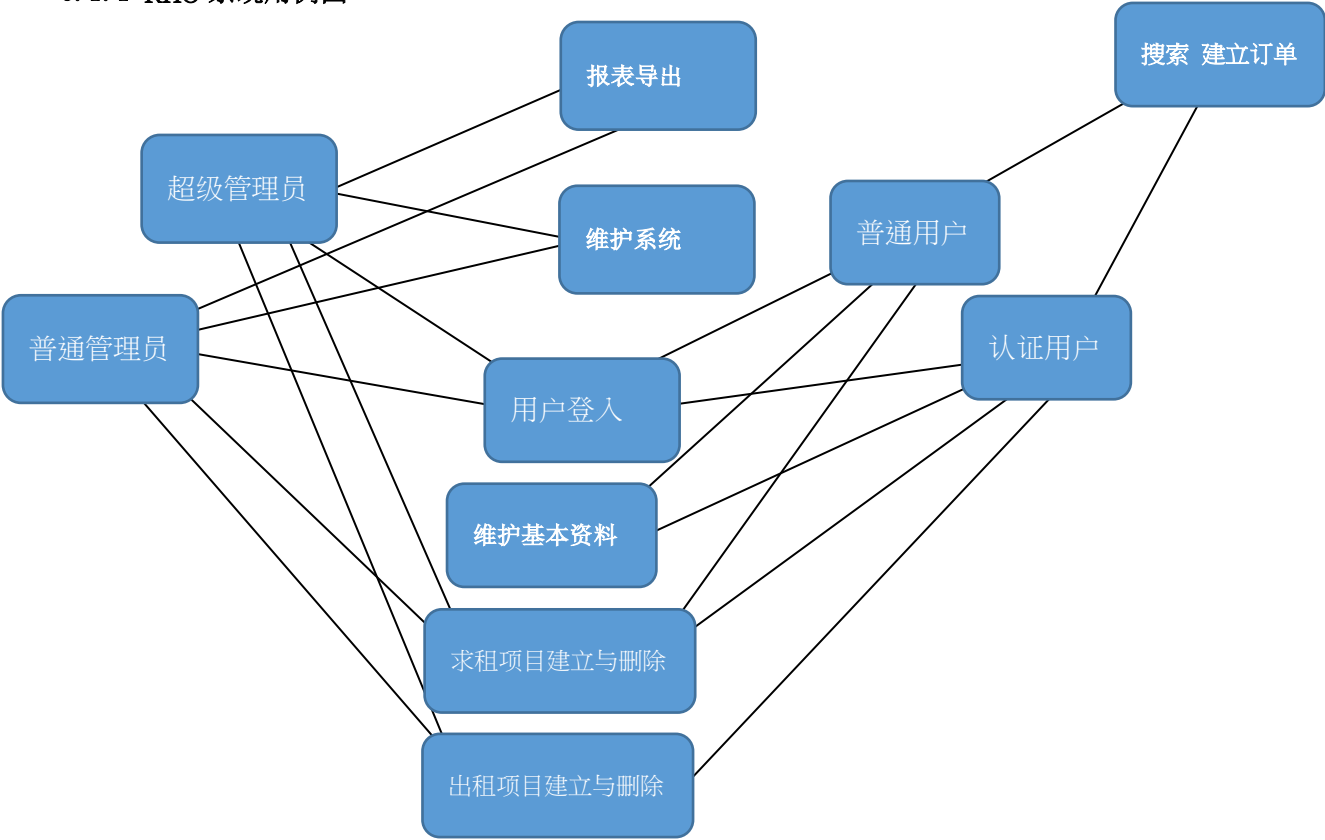 报表导出
搜索 建立订单
超级管理员
维护系统
普通用户
普通管理员
认证用户
用户登入
维护基本资料
求租项目建立与删除
出租项目建立与删除